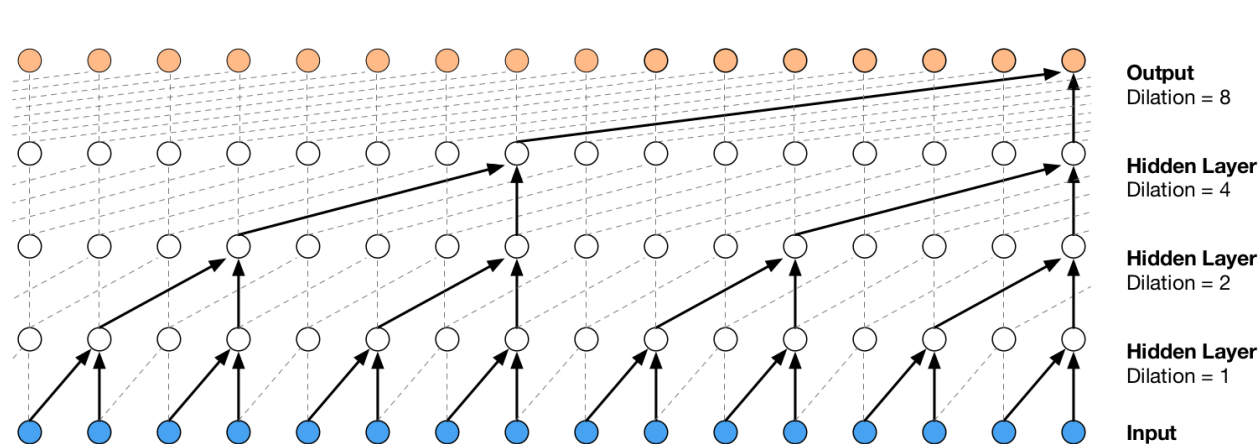 Output
Dilation = 8
Hidden Layer
Dilation = 4
Hidden Layer
Dilation = 2
Hidden Layer
Dilation = 1
Input